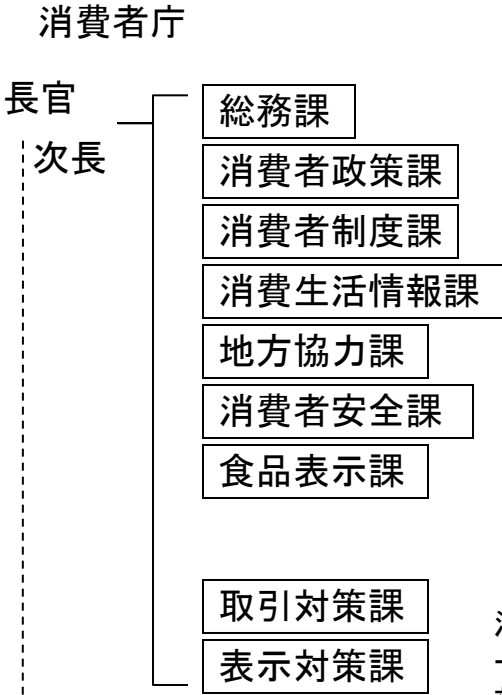 消費者庁
長官
次長
総務課
消費者政策課
消費者制度課
消費生活情報課
地方協力課
消費者安全課
食品表示課
取引対策課
表示対策課